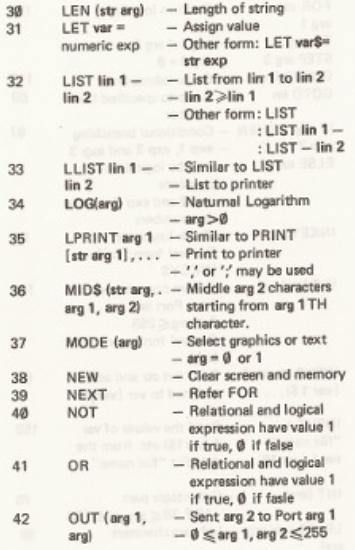 30 LEN (str arg) – Length of string
31 LET var = – Assign value
numeric exp – Other form: LET var$=
str exp
32 LIST lin 1 – – List from lin 1 to lin 2
lin 2 – lin 2⩾lin 1
– Other form: LIST
: LIST lin 1 –
: LIST – lin 2
33 LLIST lin 1 – – Similar to LIST
lin 2 – List to printer
34 LOG(arg) – Naturnal Logarithm
– arg >0
35 LPRINT arg 1 – Similar to PRINT
[str arg 1] , . . . – Print to printer
– ',' or ';' may be used
36 MID$ (str arg, . – Middle arg 2 characters
arg 1, arg 2) starting from arg 1 TH
character.
37 MODE (arg) – Select graphics or text
– arg = 0 or 1
38 NEW – Clear screen and memory
39 NEXT – Refer FOR
40 NOT – Relational and logical
expression have value 1
if true, 0 if false
41 OR – Relational and logical
expression have value 1
if true, 0 if fasle
42 OUT (arg 1, – Sent arg 2 to Port arg 1
arg) – 0 ⩽ arg 1, arg 2 ⩽255